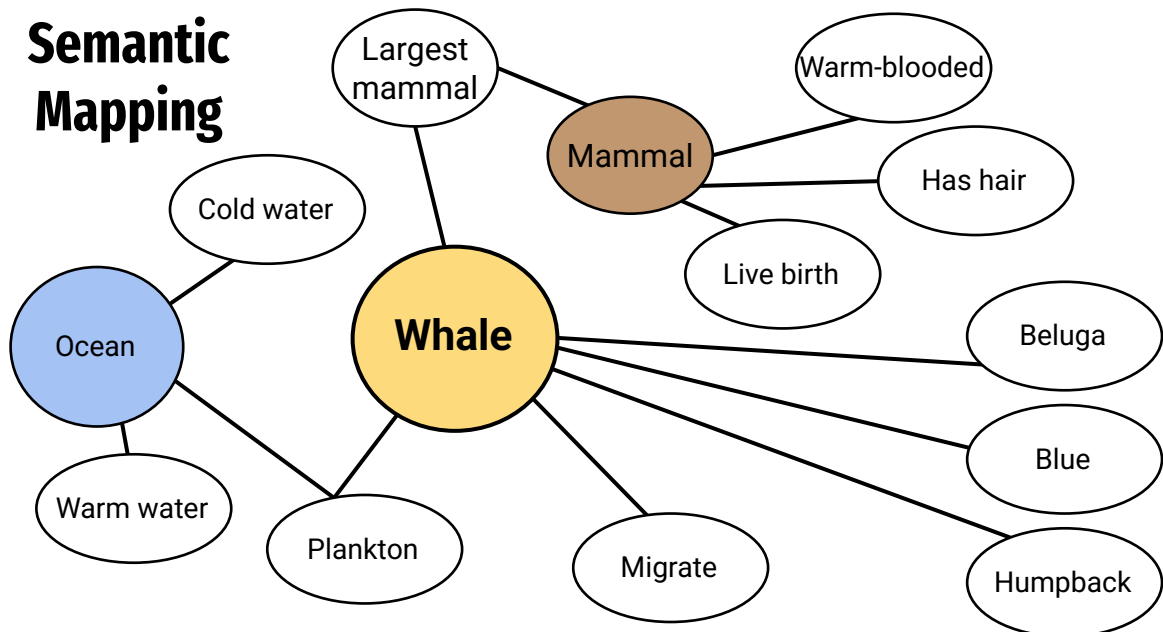 Semantic
Mapping
Largest
mammal
Warm-blooded
Mammal
Has hair
Cold water
Live birth
Ocean
Whale
Beluga
Blue
Warm water
Plankton
Migrate
Humpback